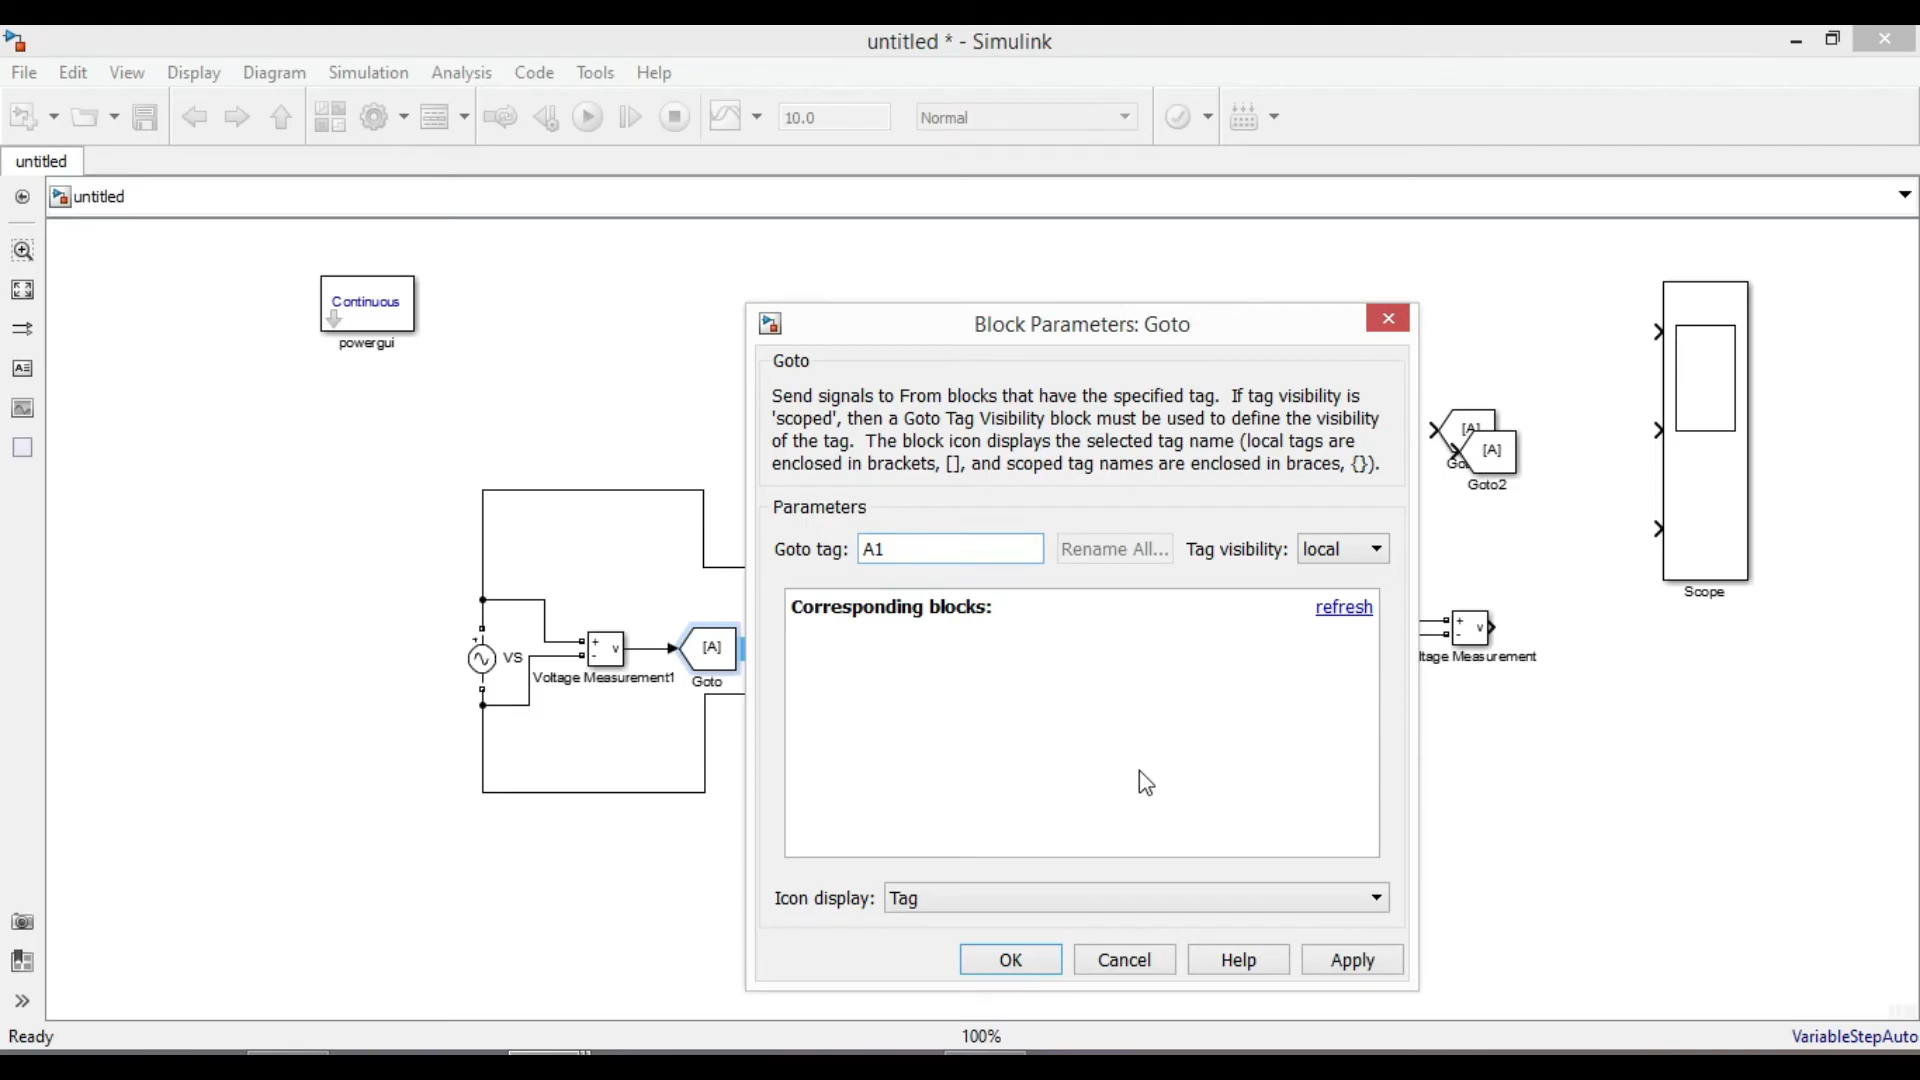 untitled * - Simulink
File Edit View Display Diagram Simulation Analysis Code Tools Help
10.0 Normal
untitled
untitled
Continuous
powergui
Block Parameters: Goto
Goto
Send signals to From blocks that have the specified tag. If tag visibility is
'scoped', then a Goto Tag Visibility block must be used to define the visibility
of the tag. The block icon displays the selected tag name (local tags are
enclosed in brackets, [], and scoped tag names are enclosed in braces, {}).
Parameters
Goto tag: A1 Rename All... Tag visibility: local
Corresponding blocks: refresh
Icon display: Tag
OK Cancel Help Apply
VS
+
-
v
Voltage Measurement1
[A]
Goto
[A]
[A]
Goto2
+
-
v
ltage Measurement
Scope
Ready 100% VariableStepAuto